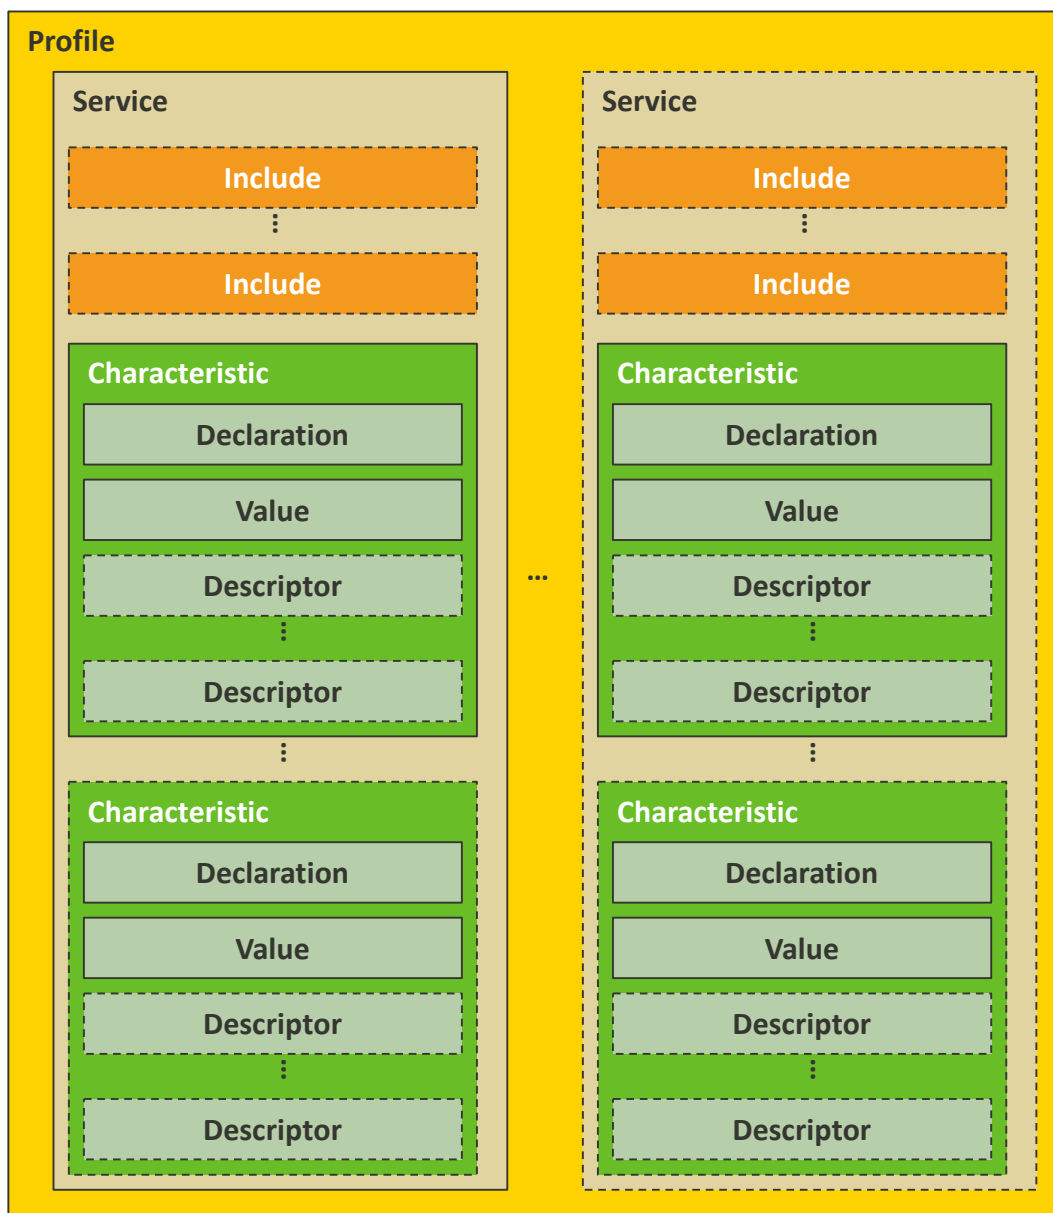 Profile
Service
Include
⋮
Include
Characteristic
Declaration
Value
Descriptor
⋮
Descriptor
⋮
Characteristic
Declaration
Value
Descriptor
⋮
Descriptor
...
Service
Include
⋮
Include
Characteristic
Declaration
Value
Descriptor
⋮
Descriptor
⋮
Characteristic
Declaration
Value
Descriptor
⋮
Descriptor